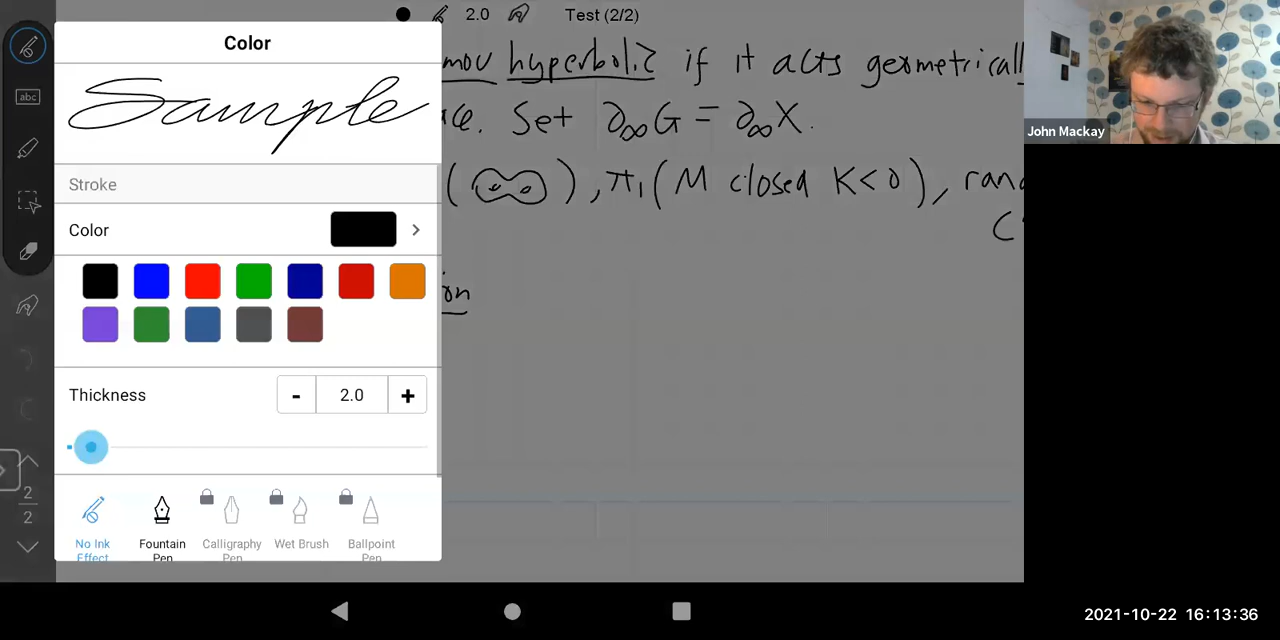 2.0 Test (2/2)
Color
Sample
Stroke
Color
Thickness
- 2.0 +
No Ink Effect
Fountain Pen
Calligraphy Pen
Wet Brush
Ballpoint Pen
abc
2
2
mov hyperbolic if it acts geometricall
ce. Set ∂∞G = ∂∞X.
( ), π1(M closed K<0), rand
on
John Mackay
2021-10-22 16:13:36